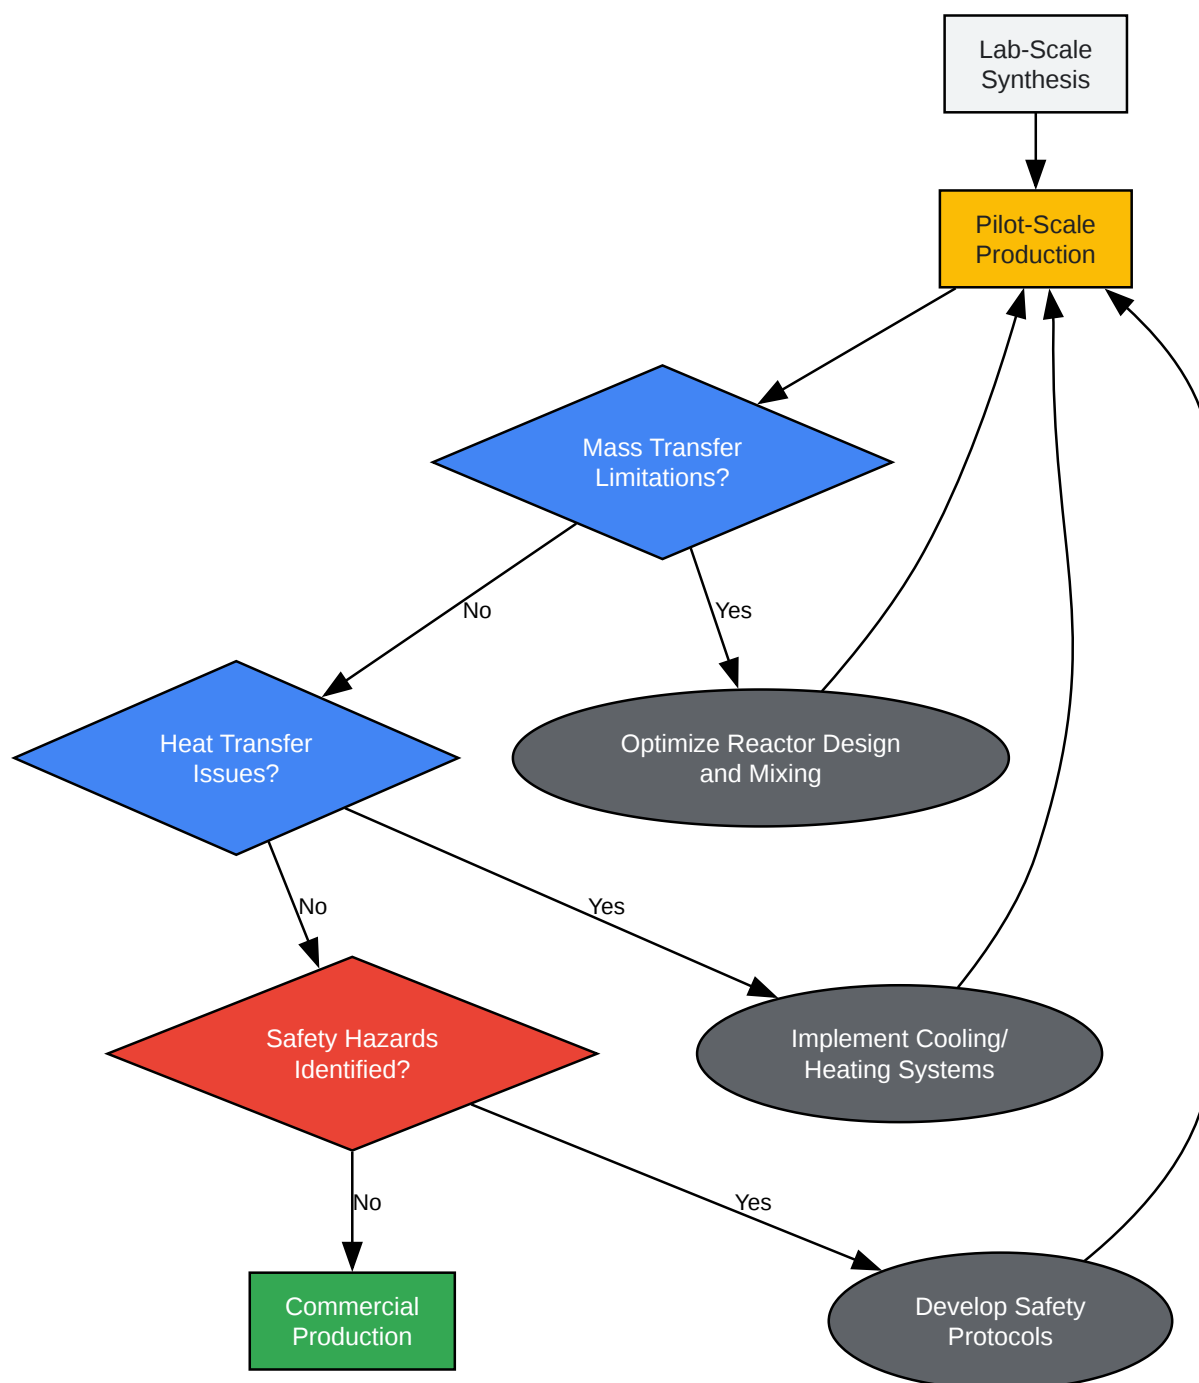 Lab-Scale
Synthesis
Pilot-Scale
Production
Mass Transfer
Limitations?
No
Yes
Heat Transfer
Issues?
Optimize Reactor Design
and Mixing
No
Yes
Safety Hazards
Identified?
Implement Cooling/
Heating Systems
No
Yes
Commercial
Production
Develop Safety
Protocols